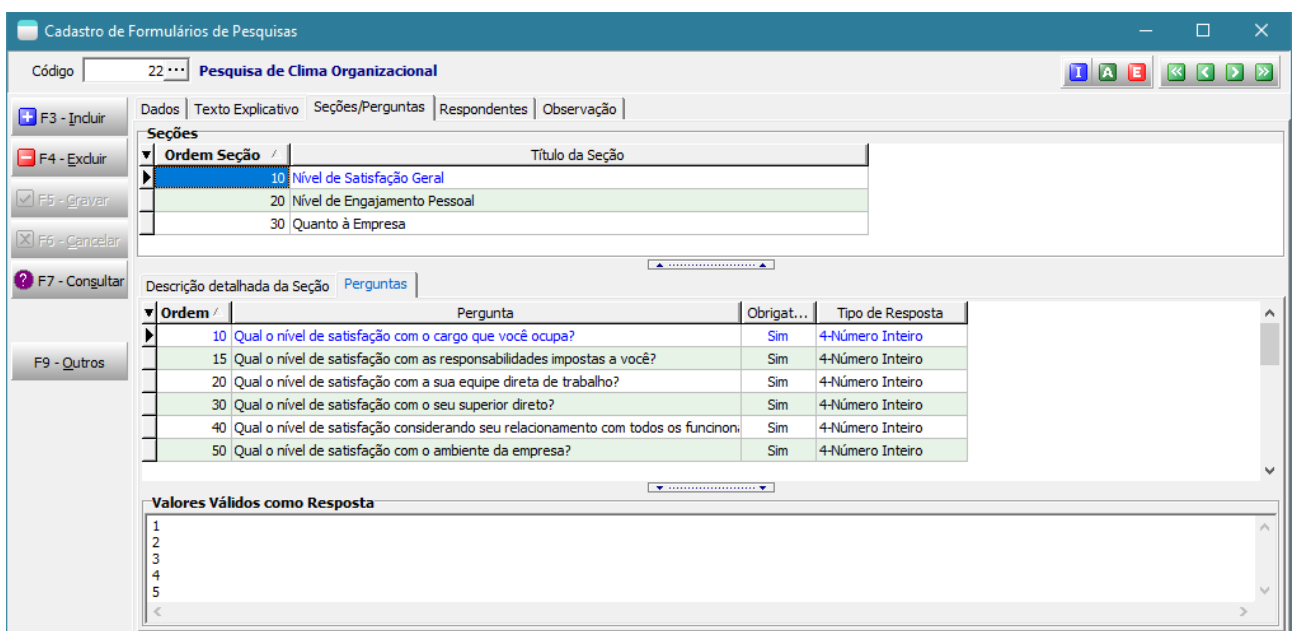 Cadastro de Formulários de Pesquisas
Código 22 ... Pesquisa de Clima Organizacional I A E
F3 - Incluir
F4 - Excluir
F5 - Gravar
F6 - Cancelar
F7 - Consultar
F9 - Outros
Dados Texto Explicativo Seções/Perguntas Respondentes Observação
Seções
Ordem Seção Título da Seção
10 Nível de Satisfação Geral
20 Nível de Engajamento Pessoal
30 Quanto à Empresa
Descrição detalhada da Seção Perguntas
Ordem Pergunta Obrigat... Tipo de Resposta
10 Qual o nível de satisfação com o cargo que você ocupa? Sim 4-Número Inteiro
15 Qual o nível de satisfação com as responsabilidades impostas a você? Sim 4-Número Inteiro
20 Qual o nível de satisfação com a sua equipe direta de trabalho? Sim 4-Número Inteiro
30 Qual o nível de satisfação com o seu superior direto? Sim 4-Número Inteiro
40 Qual o nível de satisfação considerando seu relacionamento com todos os funcinon Sim 4-Número Inteiro
50 Qual o nível de satisfação com o ambiente da empresa? Sim 4-Número Inteiro
Valores Válidos como Resposta
1
2
3
4
5